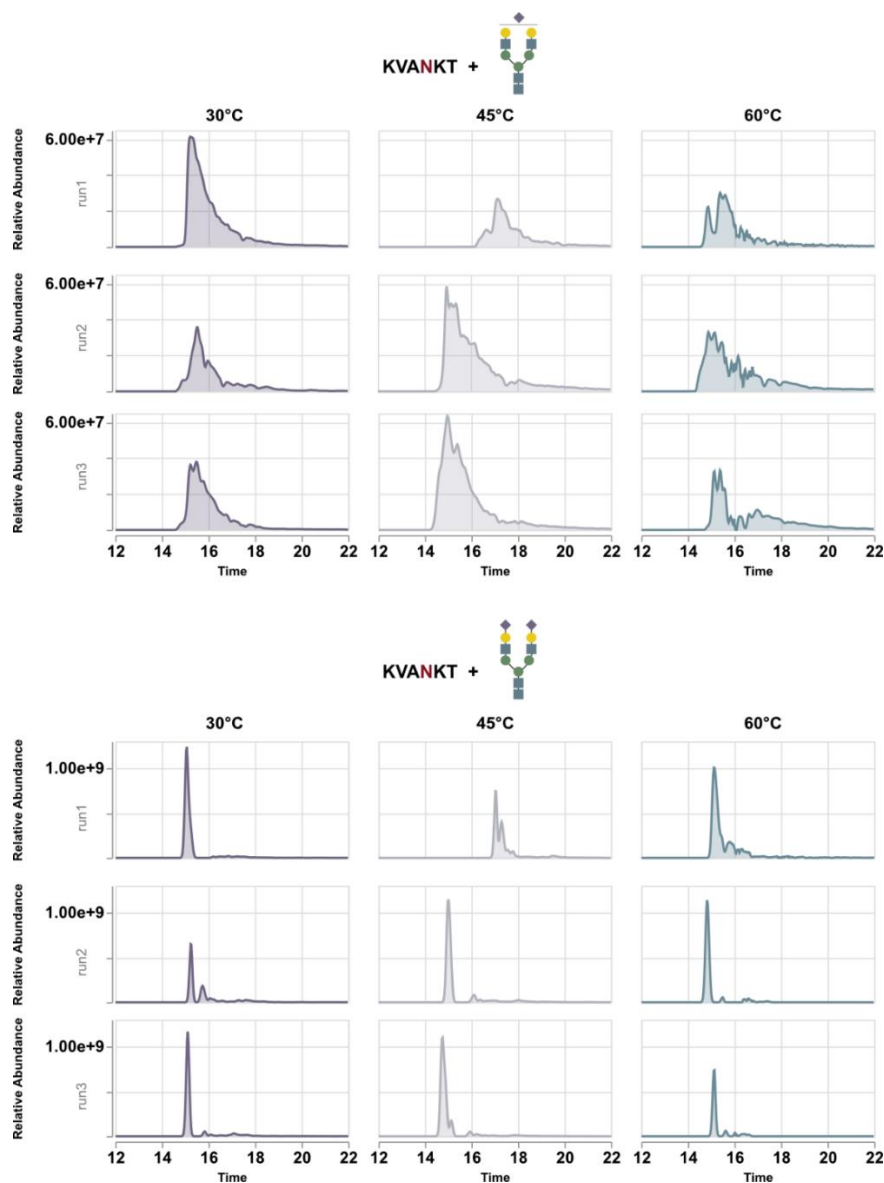 KVANKT +
30°C 45°C 60°C
Relative Abundance
run1
6.00e+7
Relative Abundance
run2
6.00e+7
Relative Abundance
run3
6.00e+7
12 14 16 18 20 22 12 14 16 18 20 22 12 14 16 18 20 22
Time Time Time
KVANKT +
30°C 45°C 60°C
Relative Abundance
run1
1.00e+9
Relative Abundance
run2
1.00e+9
Relative Abundance
run3
1.00e+9
12 14 16 18 20 22 12 14 16 18 20 22 12 14 16 18 20 22
Time Time Time